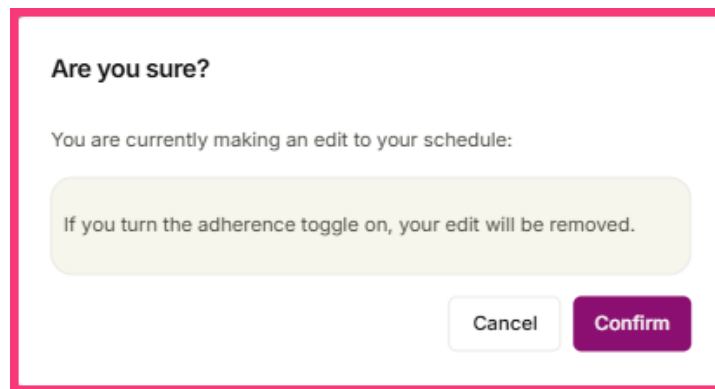 Are you sure?
You are currently making an edit to your schedule:
If you turn the adherence toggle on, your edit will be removed.
Cancel
Confirm